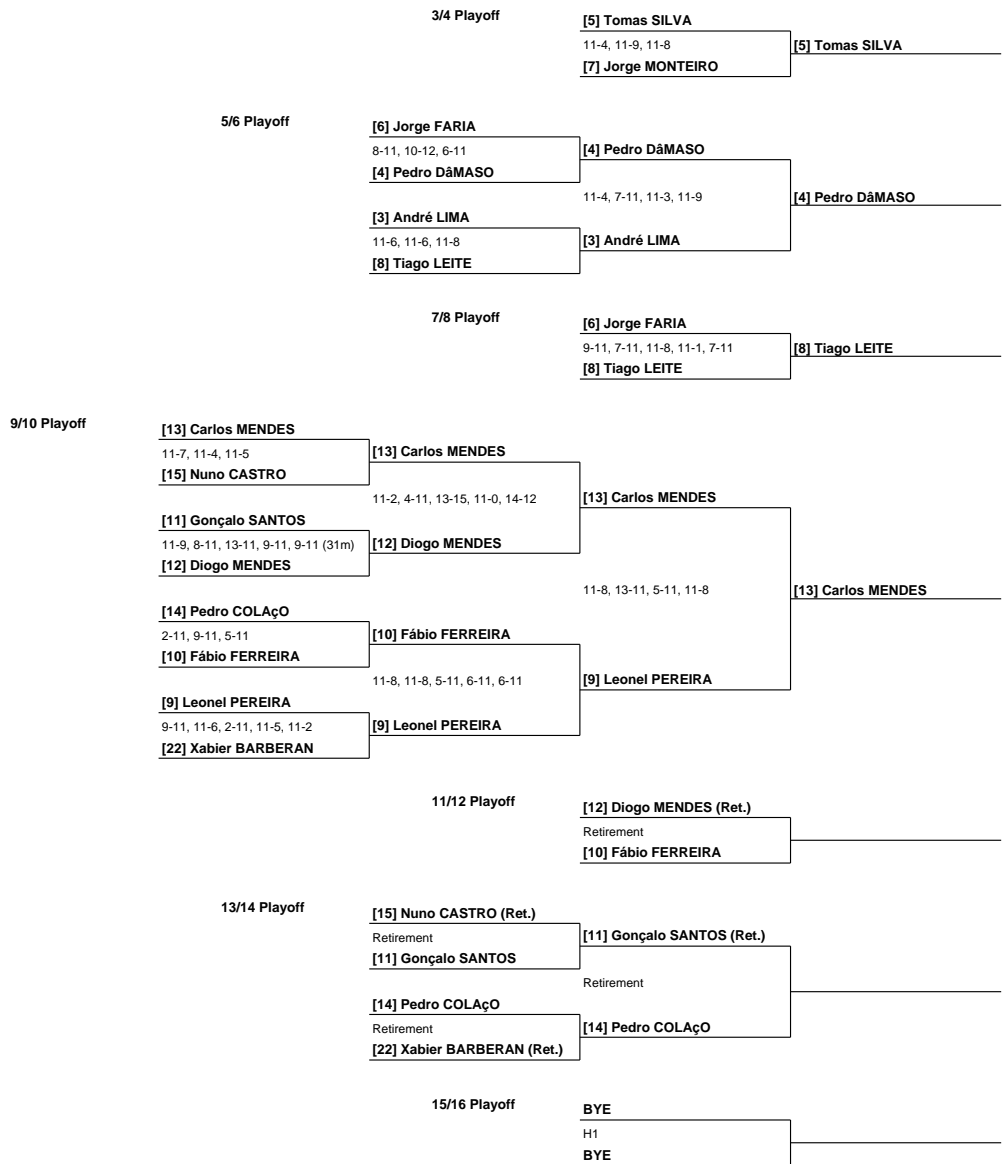 3/4 Playoff
[5] Tomas SILVA
11-4, 11-9, 11-8
[5] Tomas SILVA
[7] Jorge MONTEIRO
5/6 Playoff
[6] Jorge FARIA
8-11, 10-12, 6-11
[4] Pedro DâMASO
[4] Pedro DâMASO
11-4, 7-11, 11-3, 11-9
[4] Pedro DâMASO
[3] André LIMA
11-6, 11-6, 11-8
[3] André LIMA
[8] Tiago LEITE
7/8 Playoff
[6] Jorge FARIA
9-11, 7-11, 11-8, 11-1, 7-11
[8] Tiago LEITE
[8] Tiago LEITE
9/10 Playoff
[13] Carlos MENDES
11-7, 11-4, 11-5
[13] Carlos MENDES
[15] Nuno CASTRO
11-2, 4-11, 13-15, 11-0, 14-12
[13] Carlos MENDES
[11] Gonçalo SANTOS
11-9, 8-11, 13-11, 9-11, 9-11 (31m)
[12] Diogo MENDES
[12] Diogo MENDES
11-8, 13-11, 5-11, 11-8
[13] Carlos MENDES
[14] Pedro COLAçO
2-11, 9-11, 5-11
[10] Fábio FERREIRA
[10] Fábio FERREIRA
11-8, 11-8, 5-11, 6-11, 6-11
[9] Leonel PEREIRA
[9] Leonel PEREIRA
9-11, 11-6, 2-11, 11-5, 11-2
[9] Leonel PEREIRA
[22] Xabier BARBERAN
11/12 Playoff
[12] Diogo MENDES (Ret.)
Retirement
[10] Fábio FERREIRA
13/14 Playoff
[15] Nuno CASTRO (Ret.)
Retirement
[11] Gonçalo SANTOS (Ret.)
[11] Gonçalo SANTOS
Retirement
[14] Pedro COLAçO
Retirement
[14] Pedro COLAçO
[22] Xabier BARBERAN (Ret.)
15/16 Playoff
BYE
H1
BYE